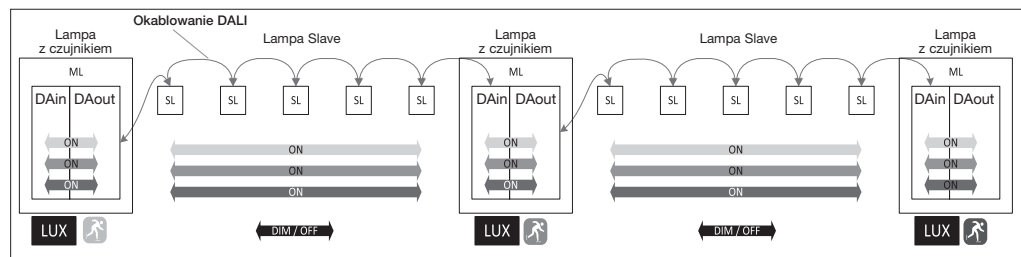 Okablowanie DALI
Lampa
z czujnikiem
Lampa Slave
Lampa
z czujnikiem
Lampa Slave
Lampa
z czujnikiem
ML
ML
ML
DAin DAout
SL SL SL SL SL
DAin DAout
SL SL SL SL SL
DAin DAout
ON ON ON ON ON
ON ON ON ON ON
ON ON ON ON ON
LUX DIM / OFF LUX DIM / OFF LUX